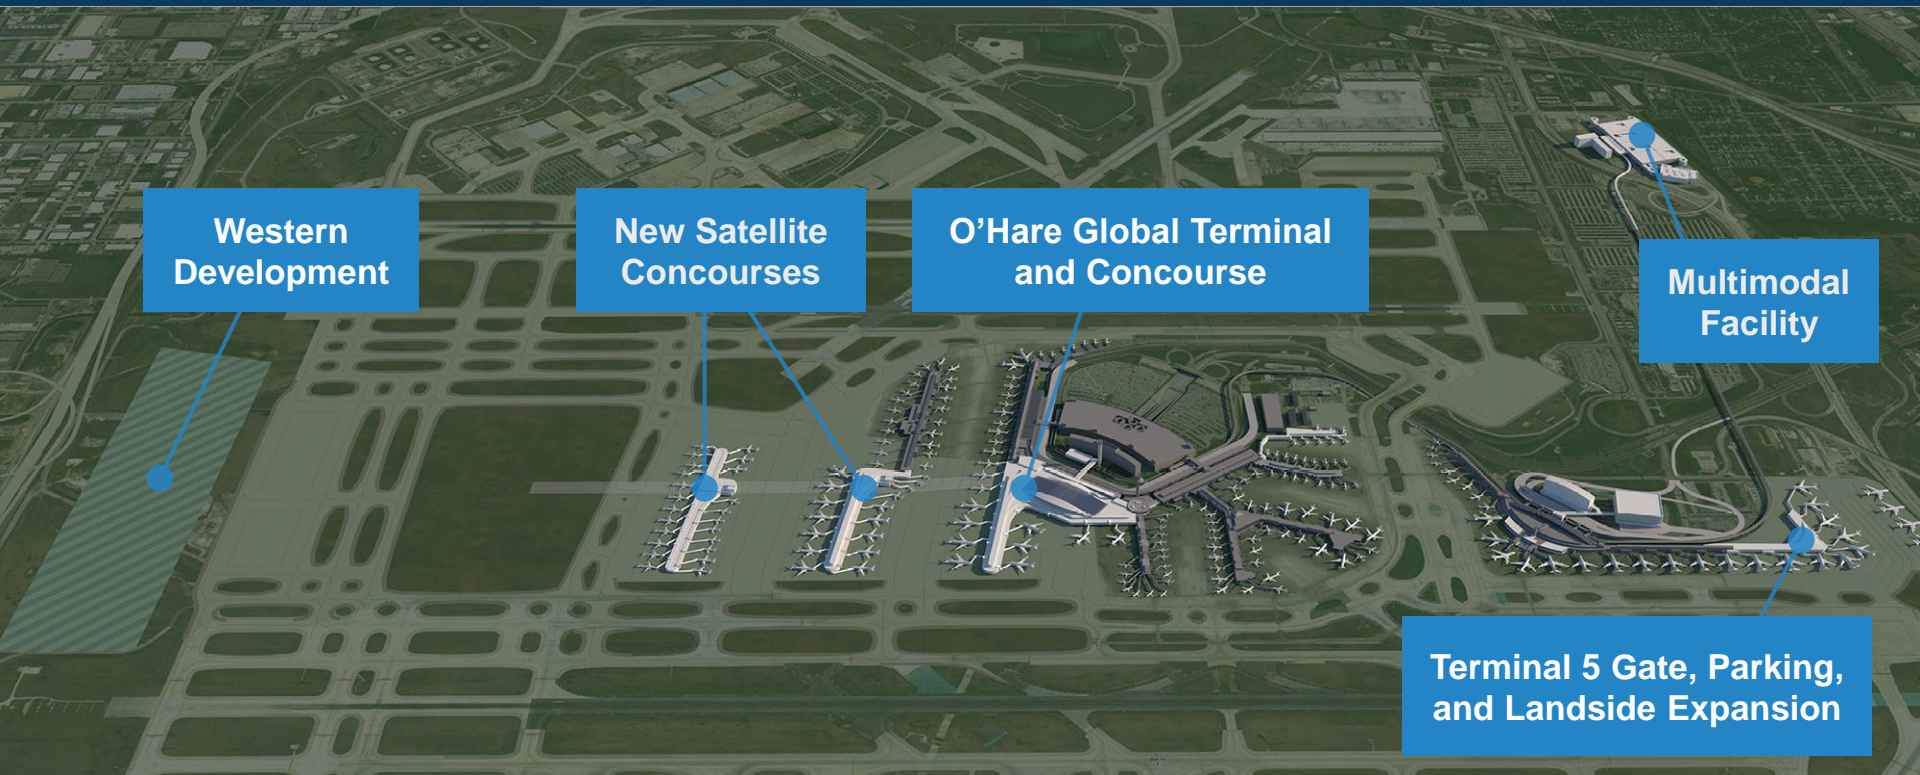 Western
Development
New Satellite
Concourses
O’Hare Global Terminal
and Concourse
Multimodal
Facility
Terminal 5 Gate, Parking,
and Landside Expansion